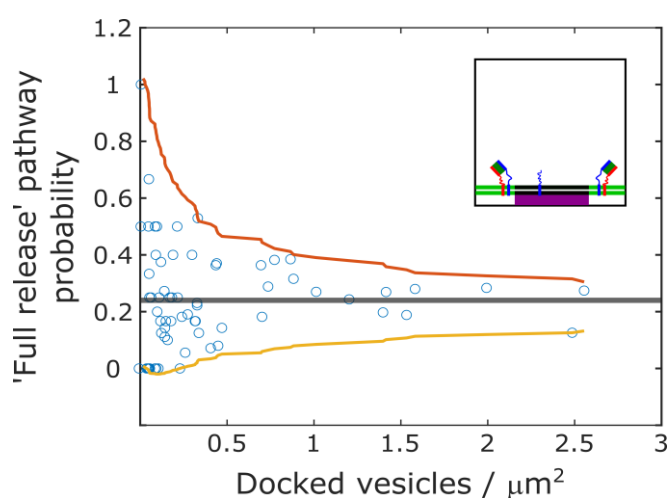 1.2
1
0.8
0.6
0.4
0.2
0
'Full release' pathway
probability
0.5 1 1.5 2 2.5 3
Docked vesicles / μm²